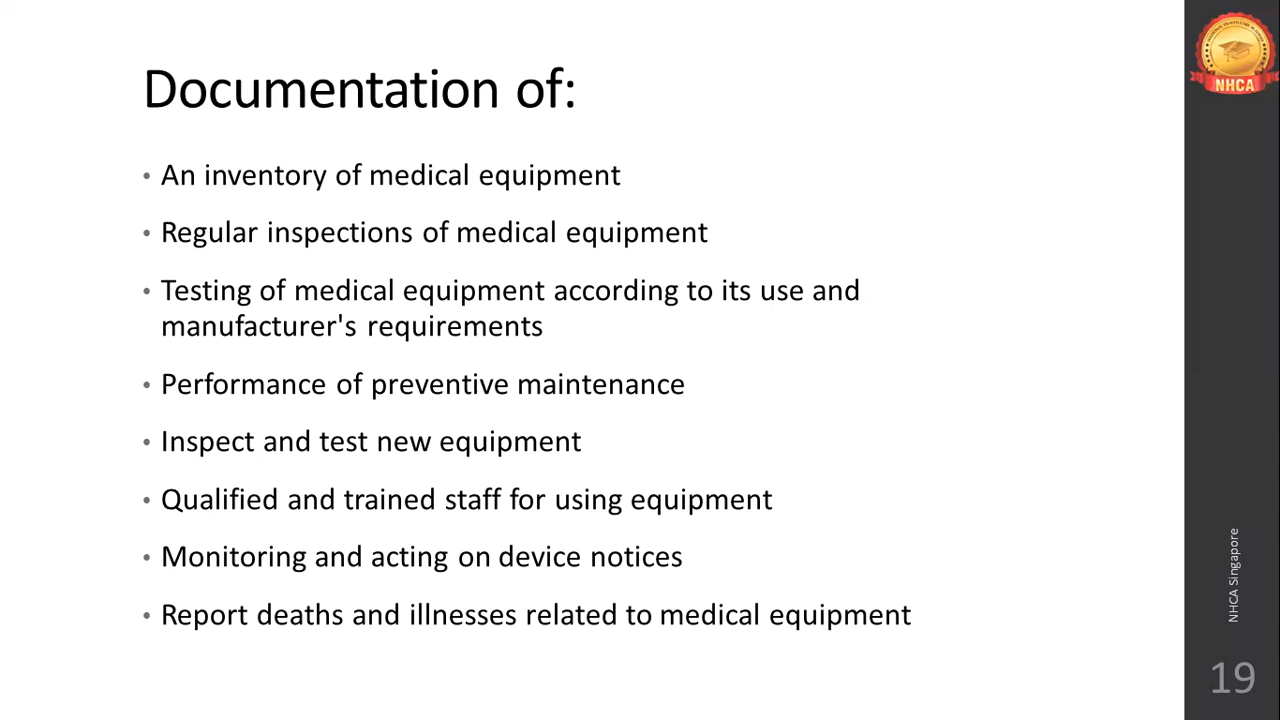 Documentation of:
• An inventory of medical equipment
• Regular inspections of medical equipment
• Testing of medical equipment according to its use and
manufacturer's requirements
• Performance of preventive maintenance
• Inspect and test new equipment
• Qualified and trained staff for using equipment
• Monitoring and acting on device notices
• Report deaths and illnesses related to medical equipment
NHCA
NHCA Singapore
19